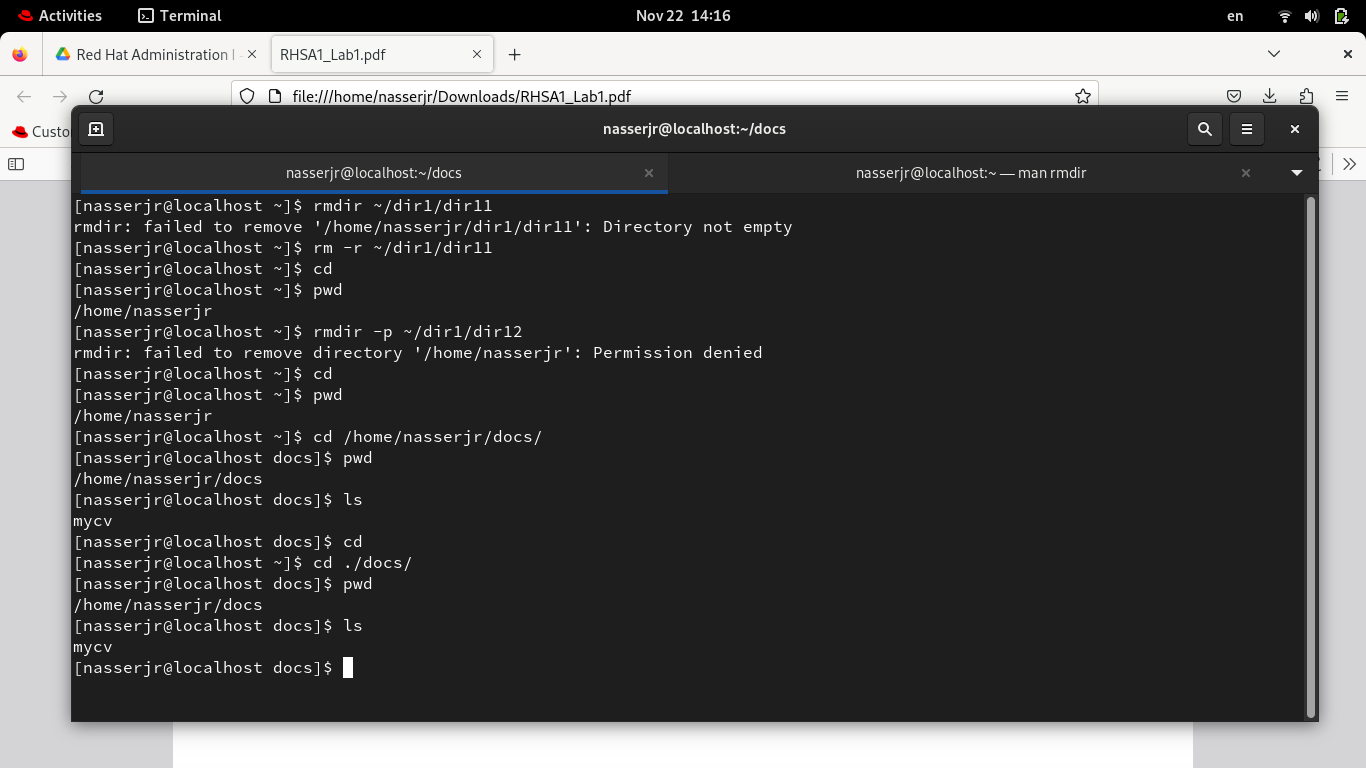 Activities Terminal Nov 22 14:16 en
Red Hat Administration I - RHSA1_Lab1.pdf
file:///home/nasserjr/Downloads/RHSA1_Lab1.pdf
Custo
nasserjr@localhost:~/docs
nasserjr@localhost:~/docs nasserjr@localhost:~ — man rmdir
[nasserjr@localhost ~]$ rmdir ~/dir1/dir11
rmdir: failed to remove '/home/nasserjr/dir1/dir11': Directory not empty
[nasserjr@localhost ~]$ rm -r ~/dir1/dir11
[nasserjr@localhost ~]$ cd
[nasserjr@localhost ~]$ pwd
/home/nasserjr
[nasserjr@localhost ~]$ rmdir -p ~/dir1/dir12
rmdir: failed to remove directory '/home/nasserjr': Permission denied
[nasserjr@localhost ~]$ cd
[nasserjr@localhost ~]$ pwd
/home/nasserjr
[nasserjr@localhost ~]$ cd /home/nasserjr/docs/
[nasserjr@localhost docs]$ pwd
/home/nasserjr/docs
[nasserjr@localhost docs]$ ls
mycv
[nasserjr@localhost docs]$ cd
[nasserjr@localhost ~]$ cd ./docs/
[nasserjr@localhost docs]$ pwd
/home/nasserjr/docs
[nasserjr@localhost docs]$ ls
mycv
[nasserjr@localhost docs]$